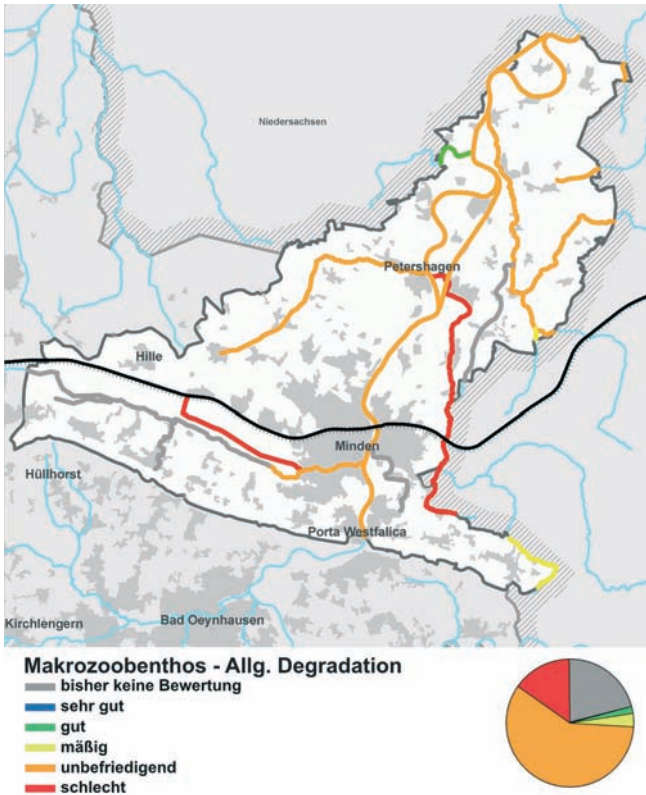 Niedersachsen
Petershagen
Hille
Minden
Hüllhorst
Porta Westfalica
Kirchlengern
Bad Oeynhausen
Makrozoobenthos - Allg. Degradation
bisher keine Bewertung
sehr gut
gut
mäßig
unbefriedigend
schlecht